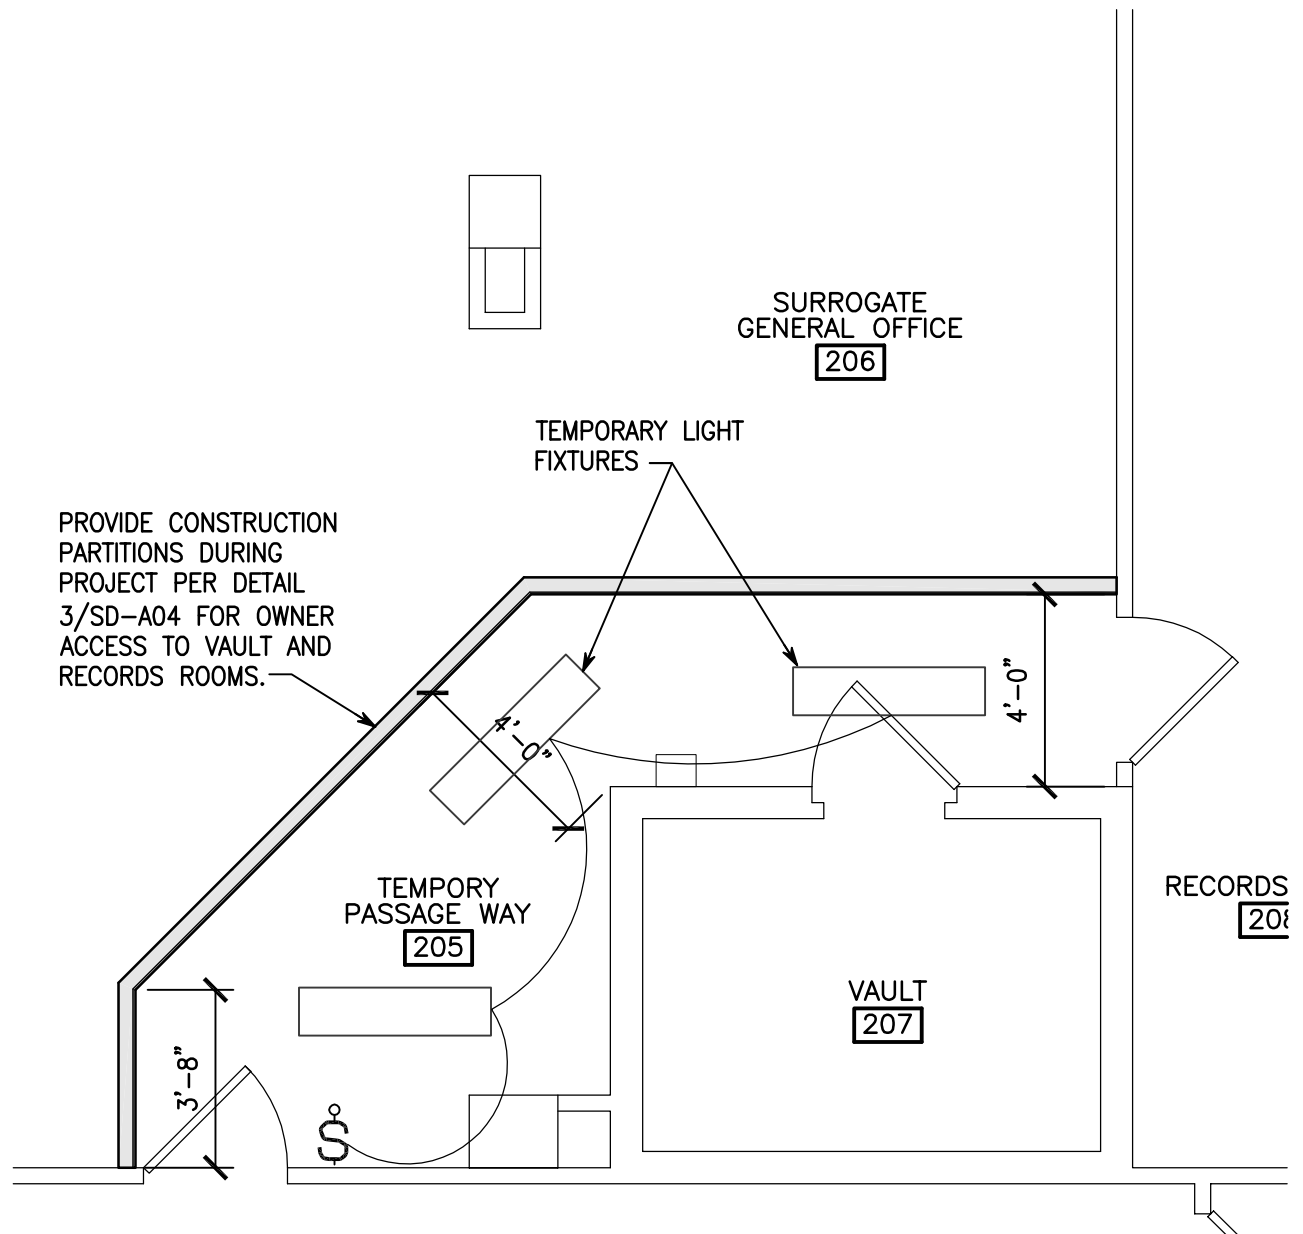 SURROGATE
GENERAL OFFICE
206
TEMPORARY LIGHT
FIXTURES
PROVIDE CONSTRUCTION
PARTITIONS DURING
PROJECT PER DETAIL
3/SD-A04 FOR OWNER
ACCESS TO VAULT AND
RECORDS ROOMS.
4'-0"
4'-0"
TEMPORY
PASSAGE WAY
205
RECORDS
VAULT
207
3'-8"
S